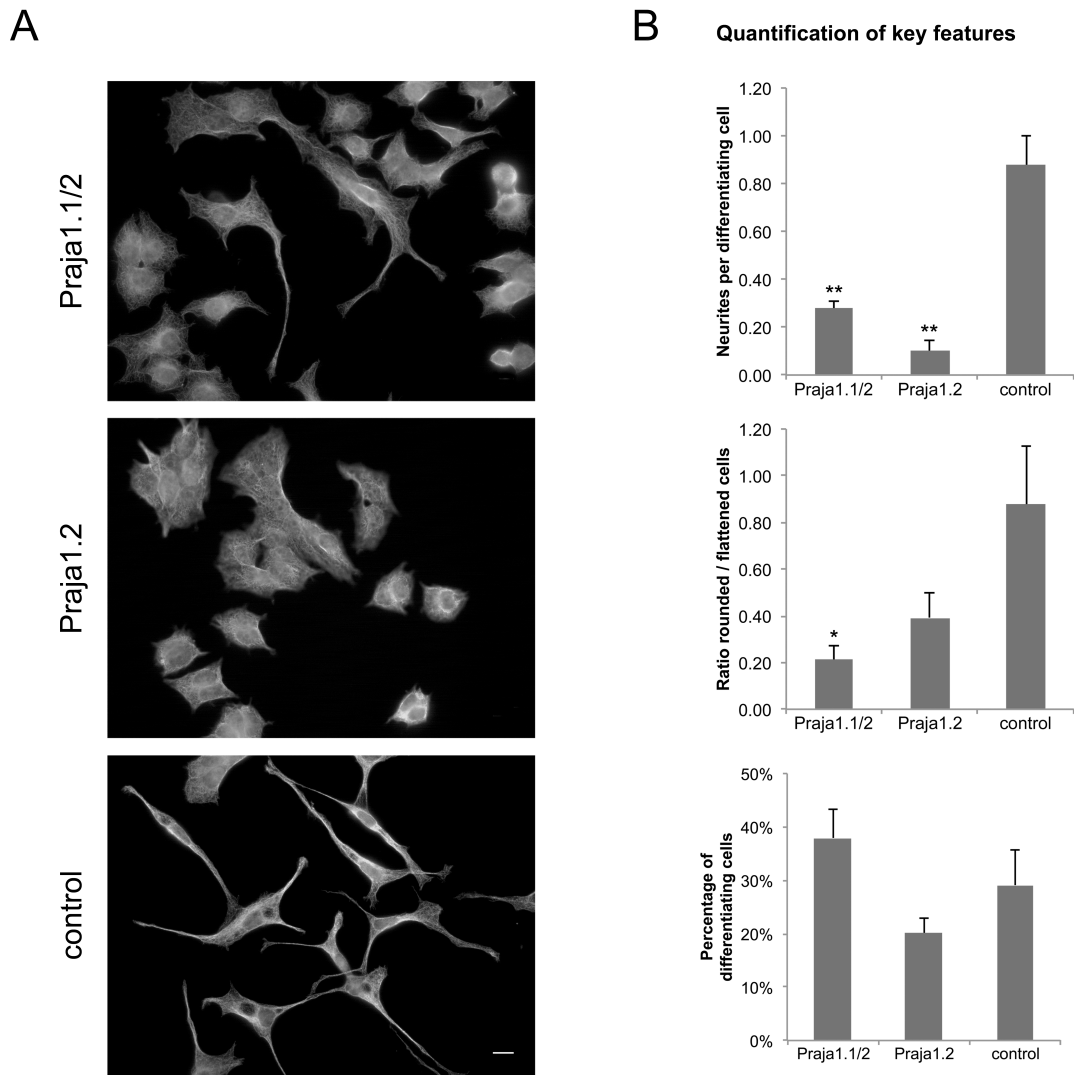 A
Praja1.1/2
Praja1.2
control
B
Quantification of key features
Neurites per differentiating cell
1.20
1.00
0.80
0.60
0.40
0.20
0.00
**
**
Praja1.1/2 Praja1.2 control
Ratio rounded / flattened cells
1.20
1.00
0.80
0.60
0.40
0.20
0.00
*
Praja1.1/2 Praja1.2 control
Percentage of
differentiating cells
50%
40%
30%
20%
10%
0%
Praja1.1/2 Praja1.2 control